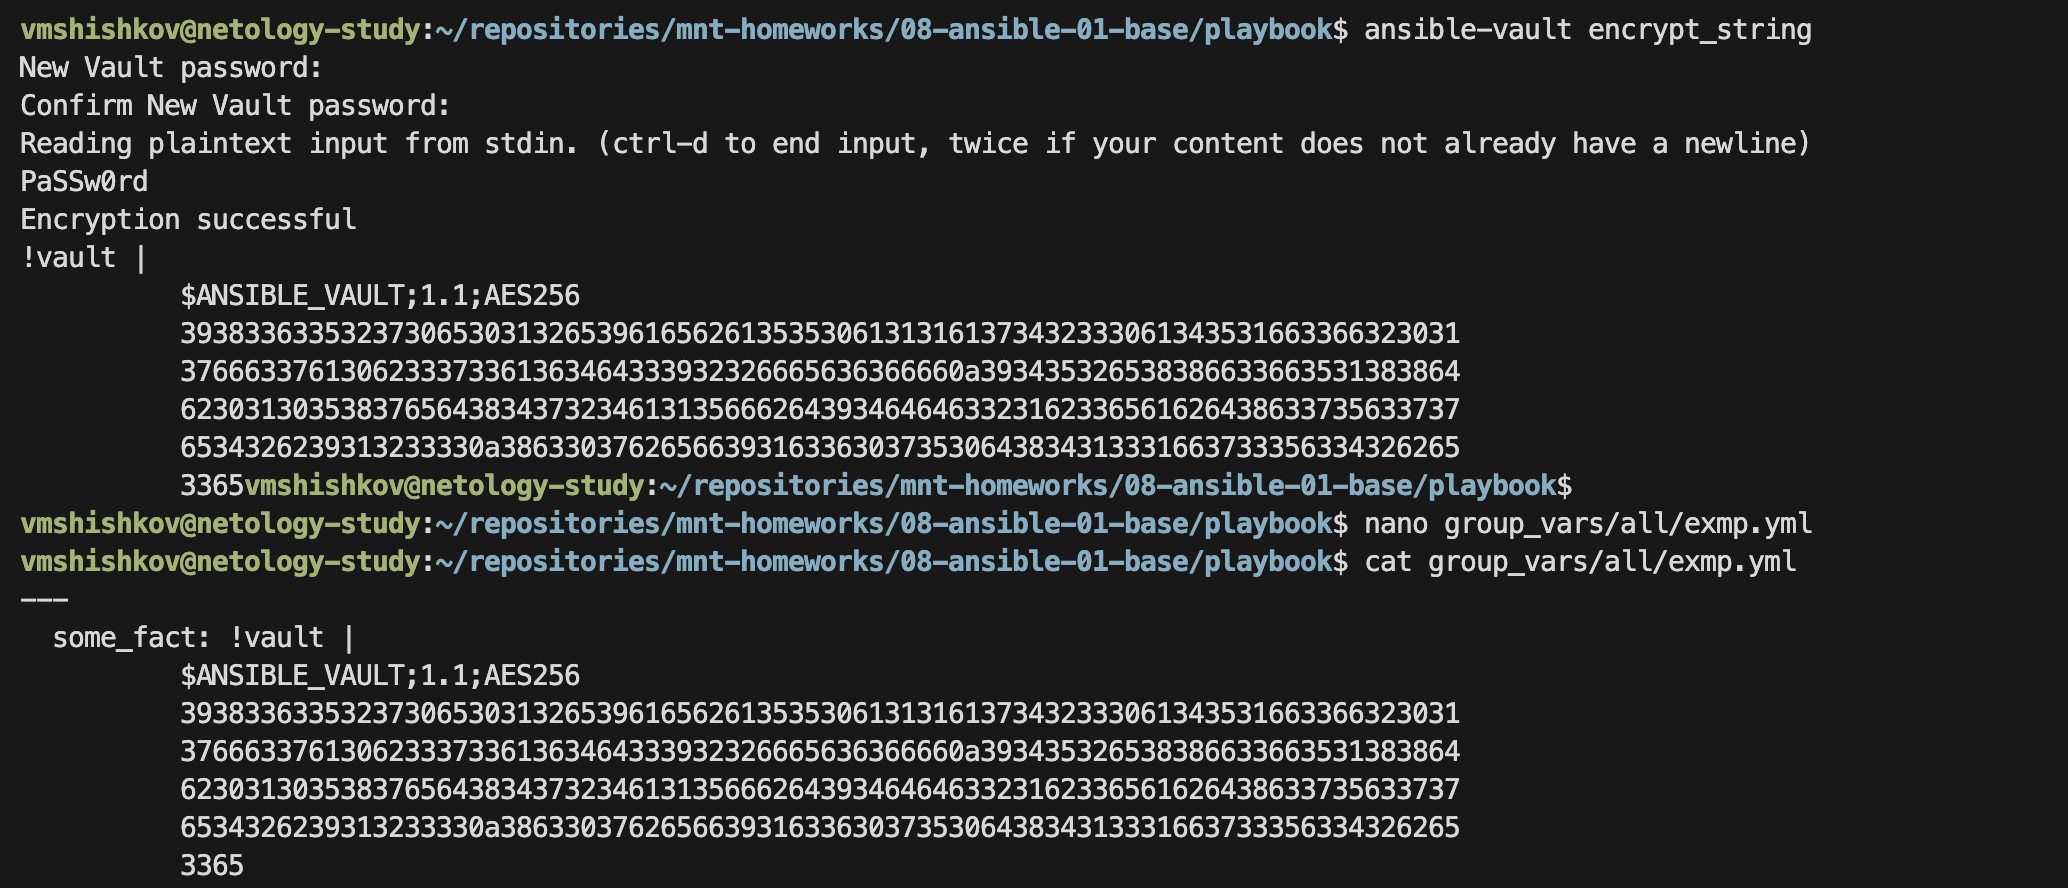 vmshishkov@netology-study:~/repositories/mnt-homeworks/08-ansible-01-base/playbook$ ansible-vault encrypt_string
New Vault password:
Confirm New Vault password:
Reading plaintext input from stdin. (ctrl-d to end input, twice if your content does not already have a newline)
PaSSw0rd
Encryption successful
!vault |
          $ANSIBLE_VAULT;1.1;AES256
          39383363353237306530313265396165626135353061313161373432333061343531663366323031
          3766633761306233373361363464333932326665636366660a393435326538386633663531383864
          62303130353837656438343732346131356662643934646463323162336561626438633735633737
          6534326239313233330a386330376265663931633630373530643834313331663733356334326265
          3365vmshishkov@netology-study:~/repositories/mnt-homeworks/08-ansible-01-base/playbook$
vmshishkov@netology-study:~/repositories/mnt-homeworks/08-ansible-01-base/playbook$ nano group_vars/all/exmp.yml
vmshishkov@netology-study:~/repositories/mnt-homeworks/08-ansible-01-base/playbook$ cat group_vars/all/exmp.yml
---
  some_fact: !vault |
          $ANSIBLE_VAULT;1.1;AES256
          39383363353237306530313265396165626135353061313161373432333061343531663366323031
          3766633761306233373361363464333932326665636366660a393435326538386633663531383864
          62303130353837656438343732346131356662643934646463323162336561626438633735633737
          6534326239313233330a386330376265663931633630373530643834313331663733356334326265
          3365